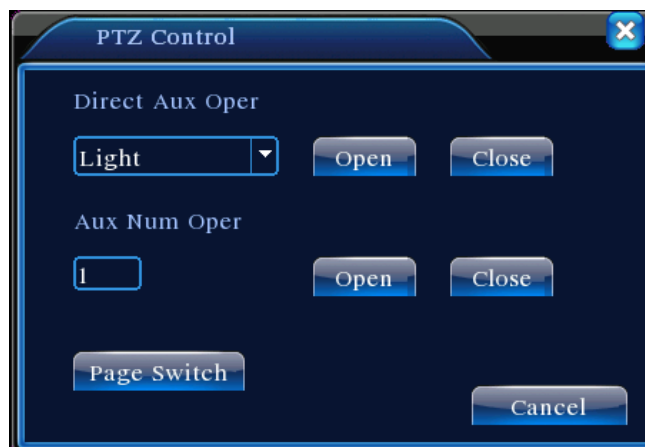 PTZ Control
Direct Aux Oper
Light Open Close
Aux Num Oper
1 Open Close
Page Switch
Cancel